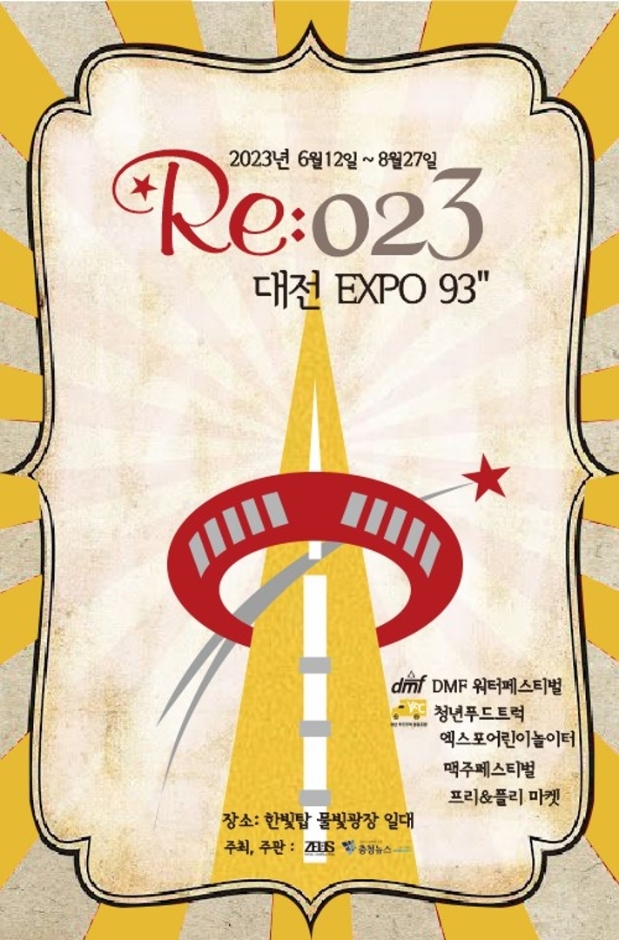 2023년 6월12일 ~ 8월27일
Re:023
대전 EXPO 93"
dmf DMF 워터페스티벌
YFC 청년푸드트럭
엑스포어린이놀이터
맥주페스티벌
프리&플리 마켓
장소: 한빛탑 물빛광장 일대
주최, 주관 : ZEUS 충청뉴스